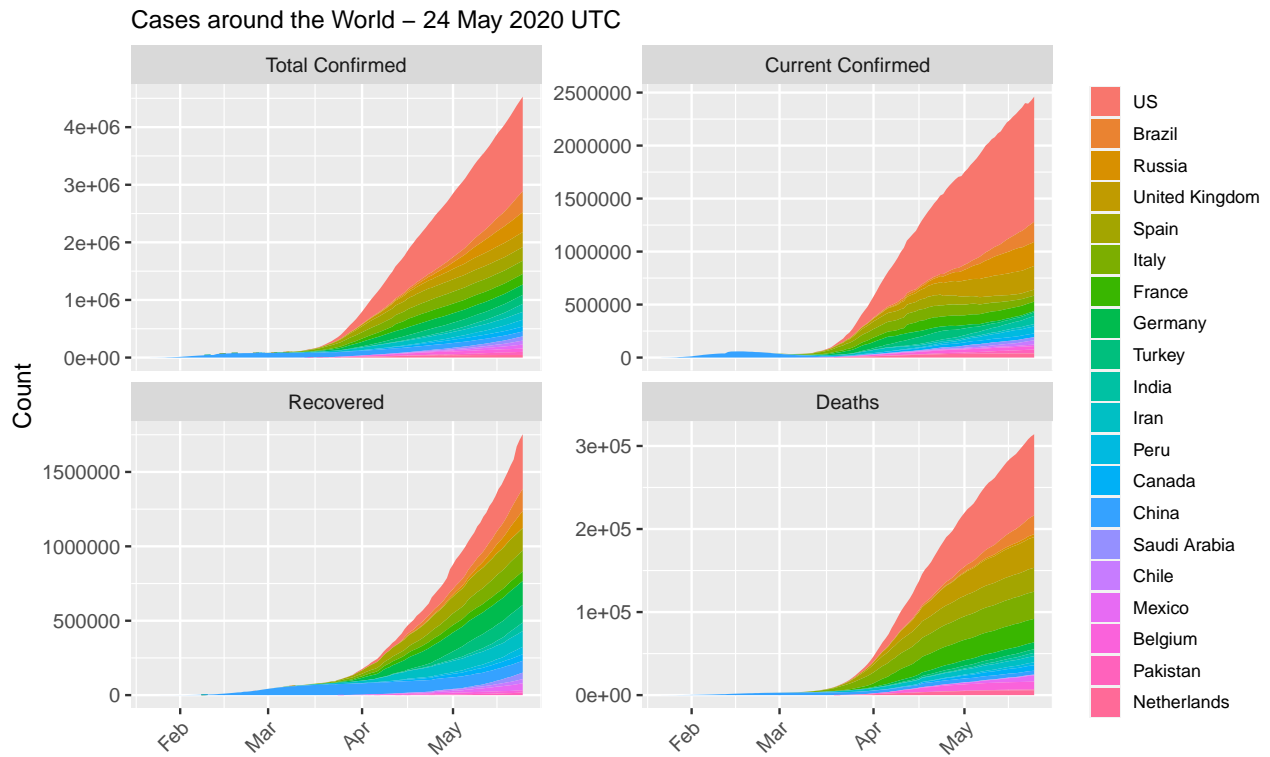 Cases around the World – 24 May 2020 UTC
Total Confirmed
Current Confirmed
4e+06
3e+06
2e+06
1e+06
0e+00
2500000
2000000
1500000
1000000
500000
0
Count
Recovered
Deaths
1500000
1000000
500000
0
3e+05
2e+05
1e+05
0e+00
Feb
Mar
Apr
May
Feb
Mar
Apr
May
US
Brazil
Russia
United Kingdom
Spain
Italy
France
Germany
Turkey
India
Iran
Peru
Canada
China
Saudi Arabia
Chile
Mexico
Belgium
Pakistan
Netherlands